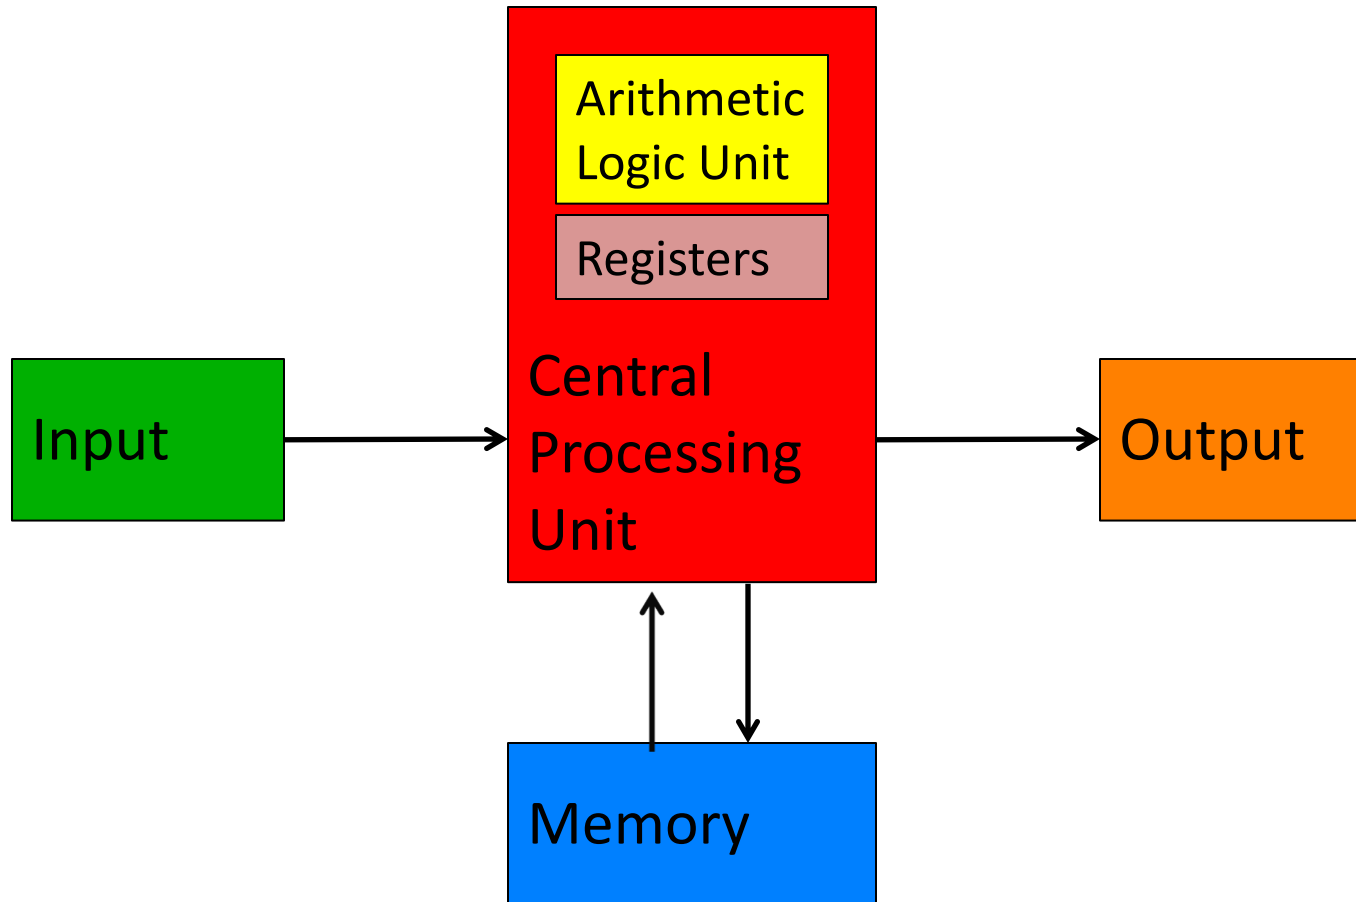 Arithmetic
Logic Unit
Registers
Central
Processing
Unit
Input
Output
Memory